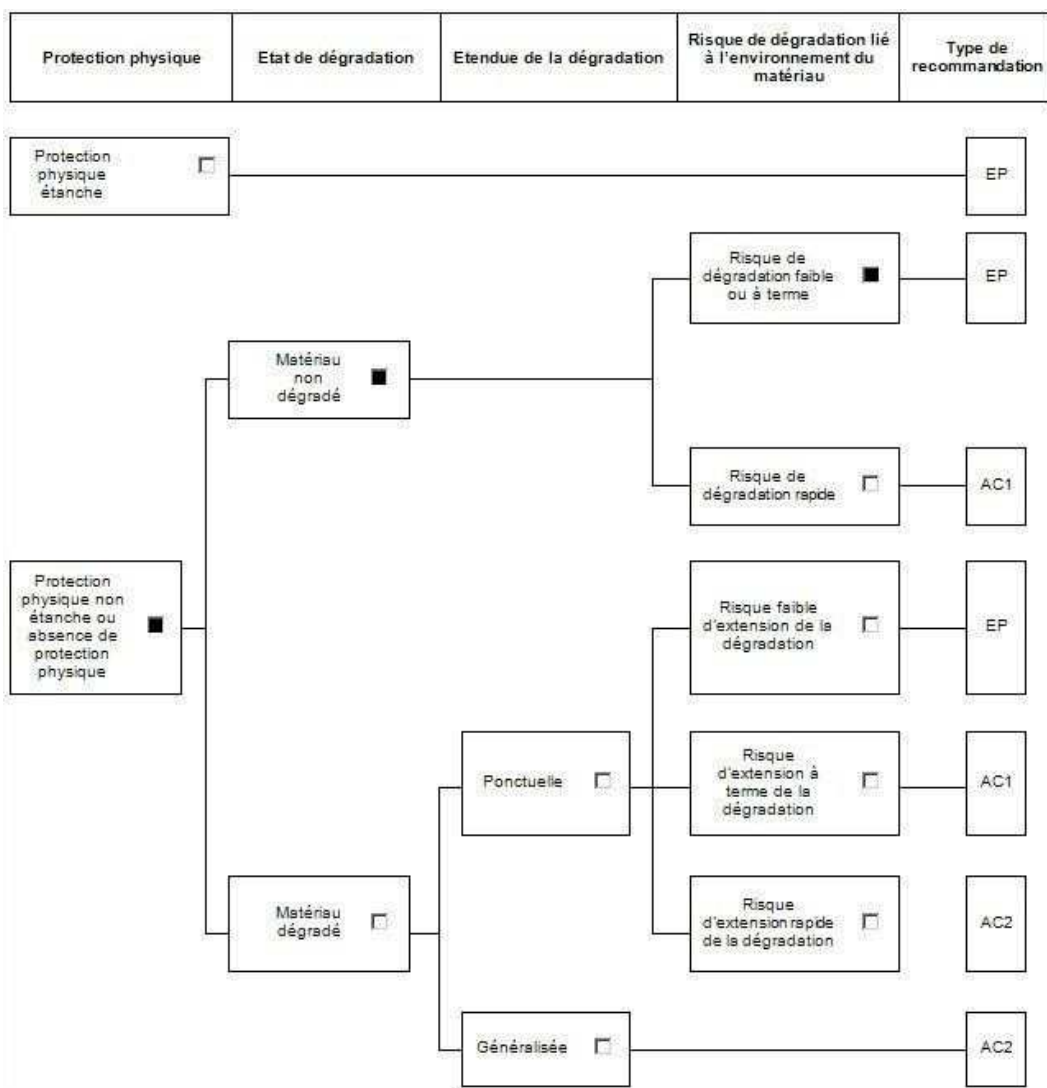 Protection physique
Etat de dégradation
Etendue de la dégradation
Risque de dégradation lié
à l'environnement du
matériau
Type de
recommandation
Protection
physique
étanche
EP
Risque de
dégradation faible
ou à terme
EP
Matériau
non
dégradé
Risque de
dégradation rapide
AC1
Protection
physique non
étanche ou
absence de
protection
physique
Risque faible
d'extension de la
dégradation
EP
Ponctuelle
Risque
d'extension à
terme de la
dégradation
AC1
Matériau
dégradé
Risque
d'extension rapide
de la dégradation
AC2
Généralisée
AC2